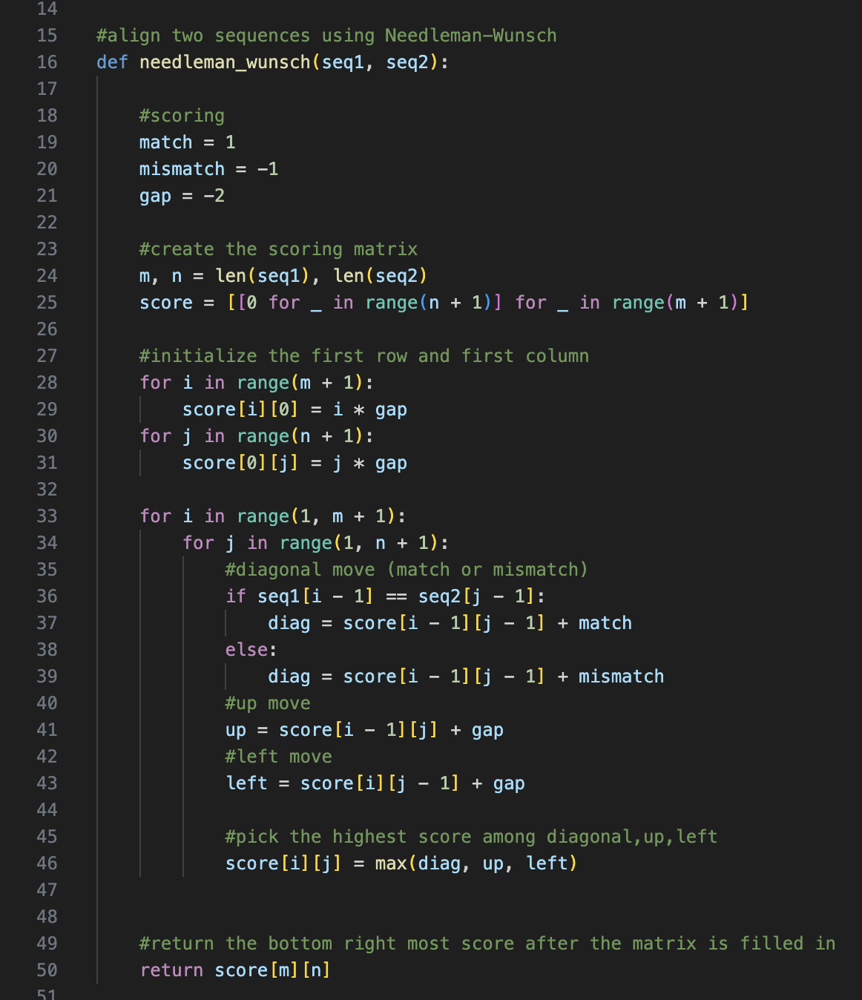 14
15 #align two sequences using Needleman-Wunsch
16 def needleman_wunsch(seq1, seq2):
17
18     #scoring
19     match = 1
20     mismatch = -1
21     gap = -2
22
23     #create the scoring matrix
24     m, n = len(seq1), len(seq2)
25     score = [[0 for _ in range(n + 1)] for _ in range(m + 1)]
26
27     #initialize the first row and first column
28     for i in range(m + 1):
29         score[i][0] = i * gap
30     for j in range(n + 1):
31         score[0][j] = j * gap
32
33     for i in range(1, m + 1):
34         for j in range(1, n + 1):
35             #diagonal move (match or mismatch)
36             if seq1[i - 1] == seq2[j - 1]:
37                 diag = score[i - 1][j - 1] + match
38             else:
39                 diag = score[i - 1][j - 1] + mismatch
40             #up move
41             up = score[i - 1][j] + gap
42             #left move
43             left = score[i][j - 1] + gap
44
45             #pick the highest score among diagonal,up,left
46             score[i][j] = max(diag, up, left)
47
48
49     #return the bottom right most score after the matrix is filled in
50     return score[m][n]
51